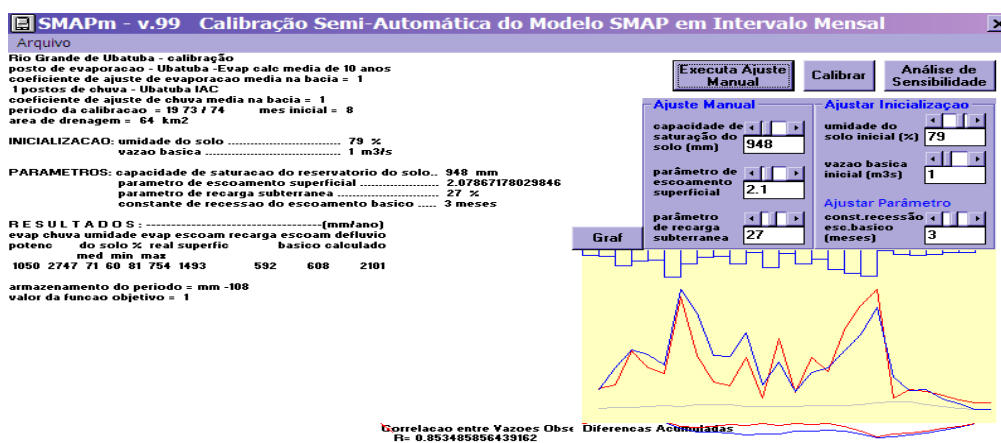 SMAPm - v.99 Calibração Semi-Automática do Modelo SMAP em Intervalo Mensal
Arquivo
Rio Grande de Ubatuba - calibração
posto de evaporacao - Ubatuba -Evap calc media de 10 anos
coeficiente de ajuste de evaporacao media na bacia = 1
1 postos de chuva - Ubatuba IAC
coeficiente de ajuste de chuva media na bacia = 1
periodo da calibracao = 19 73 / 74 mes inicial = 8
area de drenagem = 64 km2
INICIALIZACAO: umidade do solo ................................ 79 %
vazao basica ...................................... 1 m3/s
PARAMETROS: capacidade de saturacao do reservatorio do solo.. 948 mm
parametro de escoamento superficial .................... 2.07867178029846
parametro de recarga subterranea ..................... 27 %
constante de recessao do escoamento basico ..... 3 meses
R E S U L T A D O S : --------------------------------------(mm/ano)
evap chuva umidade evap escoam recarga escoam defluvio
potenc do solo % real superfic basico calculado
med min max
1050 2747 71 60 81 754 1493 592 608 2101
armazenamento do periodo = mm -108
valor da funcao objetivo = 1
Executa Ajuste
Manual
Calibrar
Análise de
Sensibilidade
Ajuste Manual
capacidade de
saturação do
solo (mm)
948
parâmetro de
escoamento
superficial
2.1
parâmetro
de recarga
subterranea
27
Ajustar Inicializaçao
umidade do
solo inicial (%)
79
vazao basica
inicial (m3s)
1
Ajustar Parâmetro
const.recessão
esc.basico
(meses)
3
Graf
Correlacao entre Vazoes Obse Diferencas Acumuladas
R= 0.853485856439162